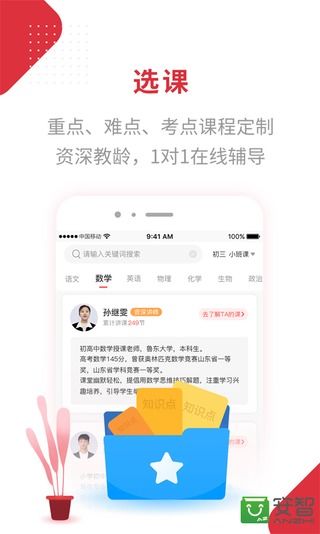 选课
重点、难点、考点课程定制
资深教龄，1对1在线辅导
中国移动 9:41 AM 100%
请输入关键词搜索 初三 小班课
语文 数学 英语 物理 化学 生物 政治
孙继雯 资深讲师
累计讲课249节 去了解TA的课>
初高中数学授课老师，鲁东大学，本科生。
高考数学145分，曾获奥林匹克数学竞赛山东省一等
奖，山东省学科竞赛一等奖。
课堂幽默轻松，提倡用数学思维技巧解题，注重学习兴
趣培养，引导学生
知识点
知识点
安智
ANZHI